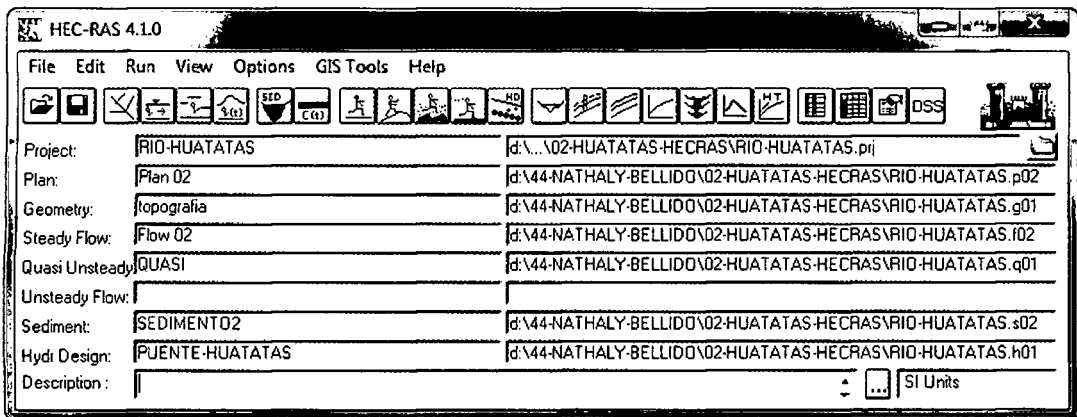 HEC-RAS 4.1.0
File Edit Run View Options GIS Tools Help
SED C(t) HD HT DSS
Project: RIO-HUATATAS d:\...\02-HUATATAS-HECRAS\RIO-HUATATAS.prj
Plan: Plan 02 d:\44-NATHALY-BELLIDO\02-HUATATAS-HECRAS\RIO-HUATATAS.p02
Geometry: topografia d:\44-NATHALY-BELLIDO\02-HUATATAS-HECRAS\RIO-HUATATAS.g01
Steady Flow: Flow 02 d:\44-NATHALY-BELLIDO\02-HUATATAS-HECRAS\RIO-HUATATAS.f02
Quasi Unsteady QUASI d:\44-NATHALY-BELLIDO\02-HUATATAS-HECRAS\RIO-HUATATAS.q01
Unsteady Flow:
Sediment: SEDIMENTO2 d:\44-NATHALY-BELLIDO\02-HUATATAS-HECRAS\RIO-HUATATAS.s02
Hydr Design: PUENTE-HUATATAS d:\44-NATHALY-BELLIDO\02-HUATATAS-HECRAS\RIO-HUATATAS.h01
Description : ... SI Units